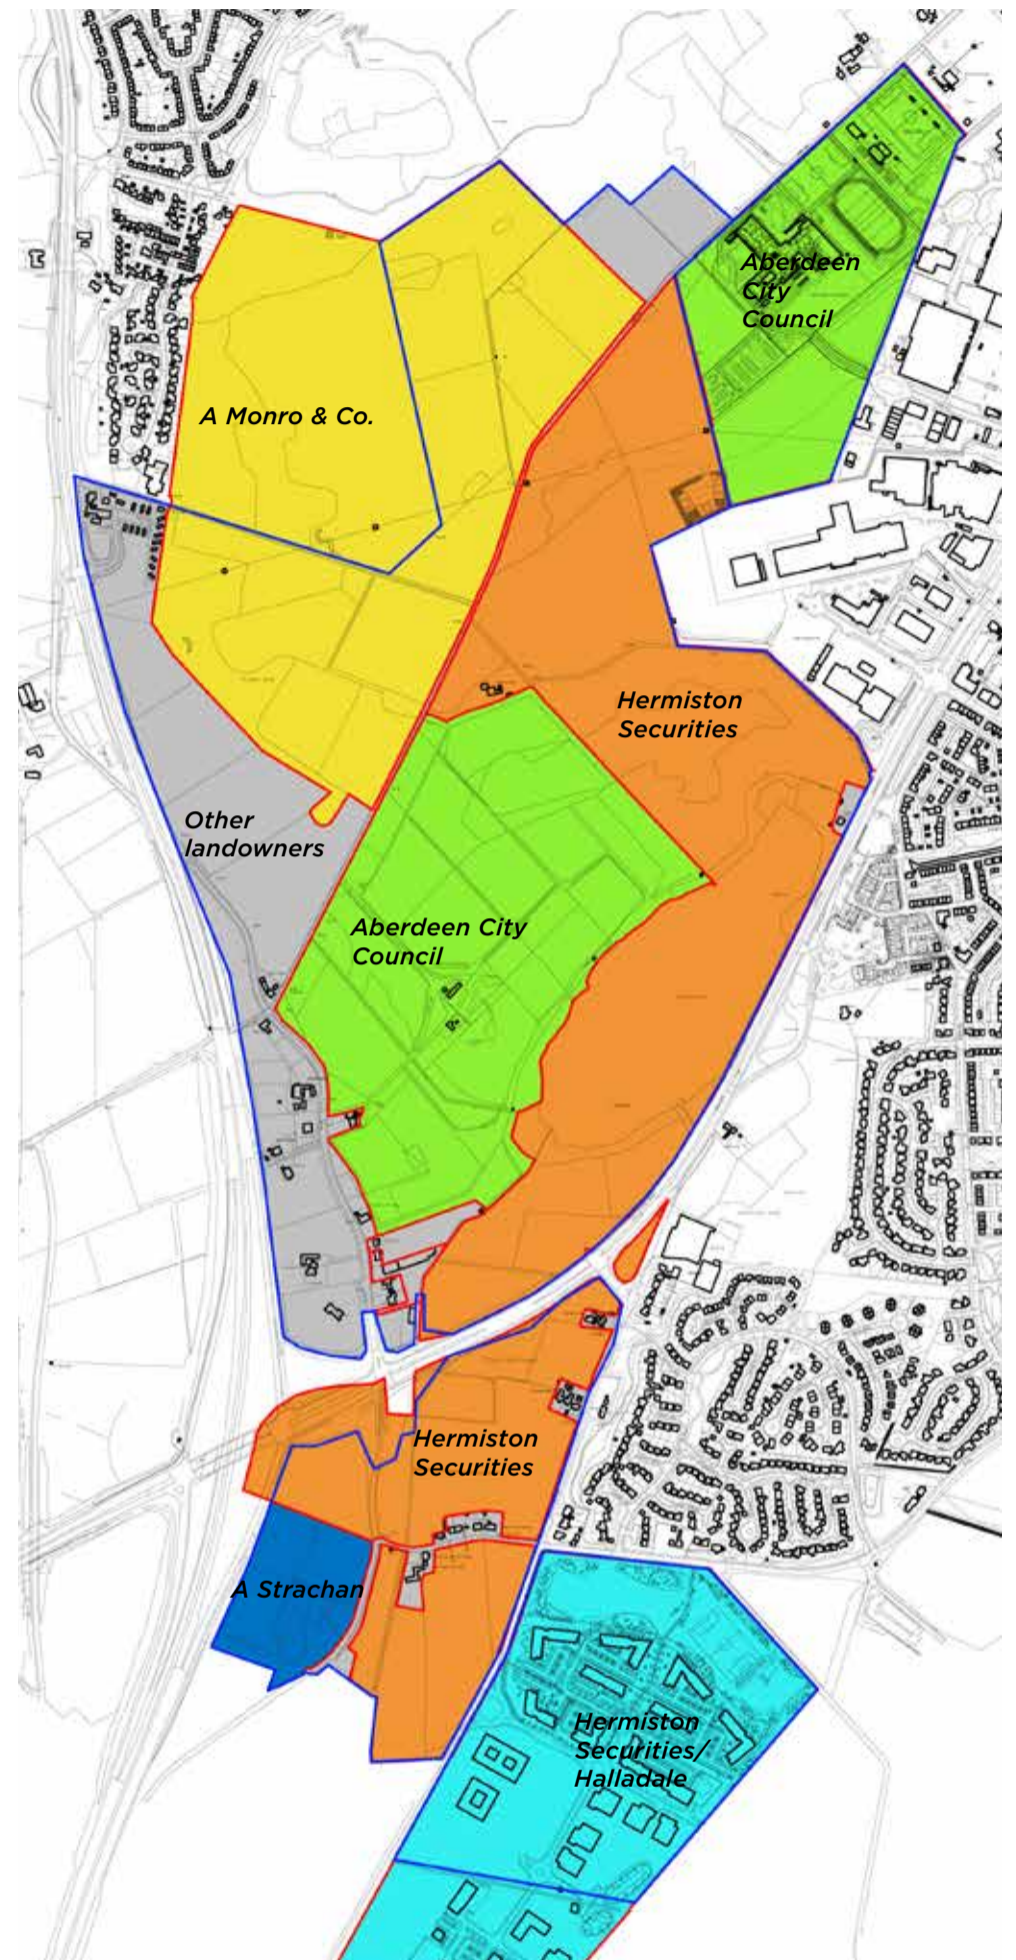 Aberdeen
City
Council
A Monro & Co.
Hermiston
Securities
Other
landowners
Aberdeen City
Council
Hermiston
Securities
A Strachan
Hermiston
Securities/
Halladale